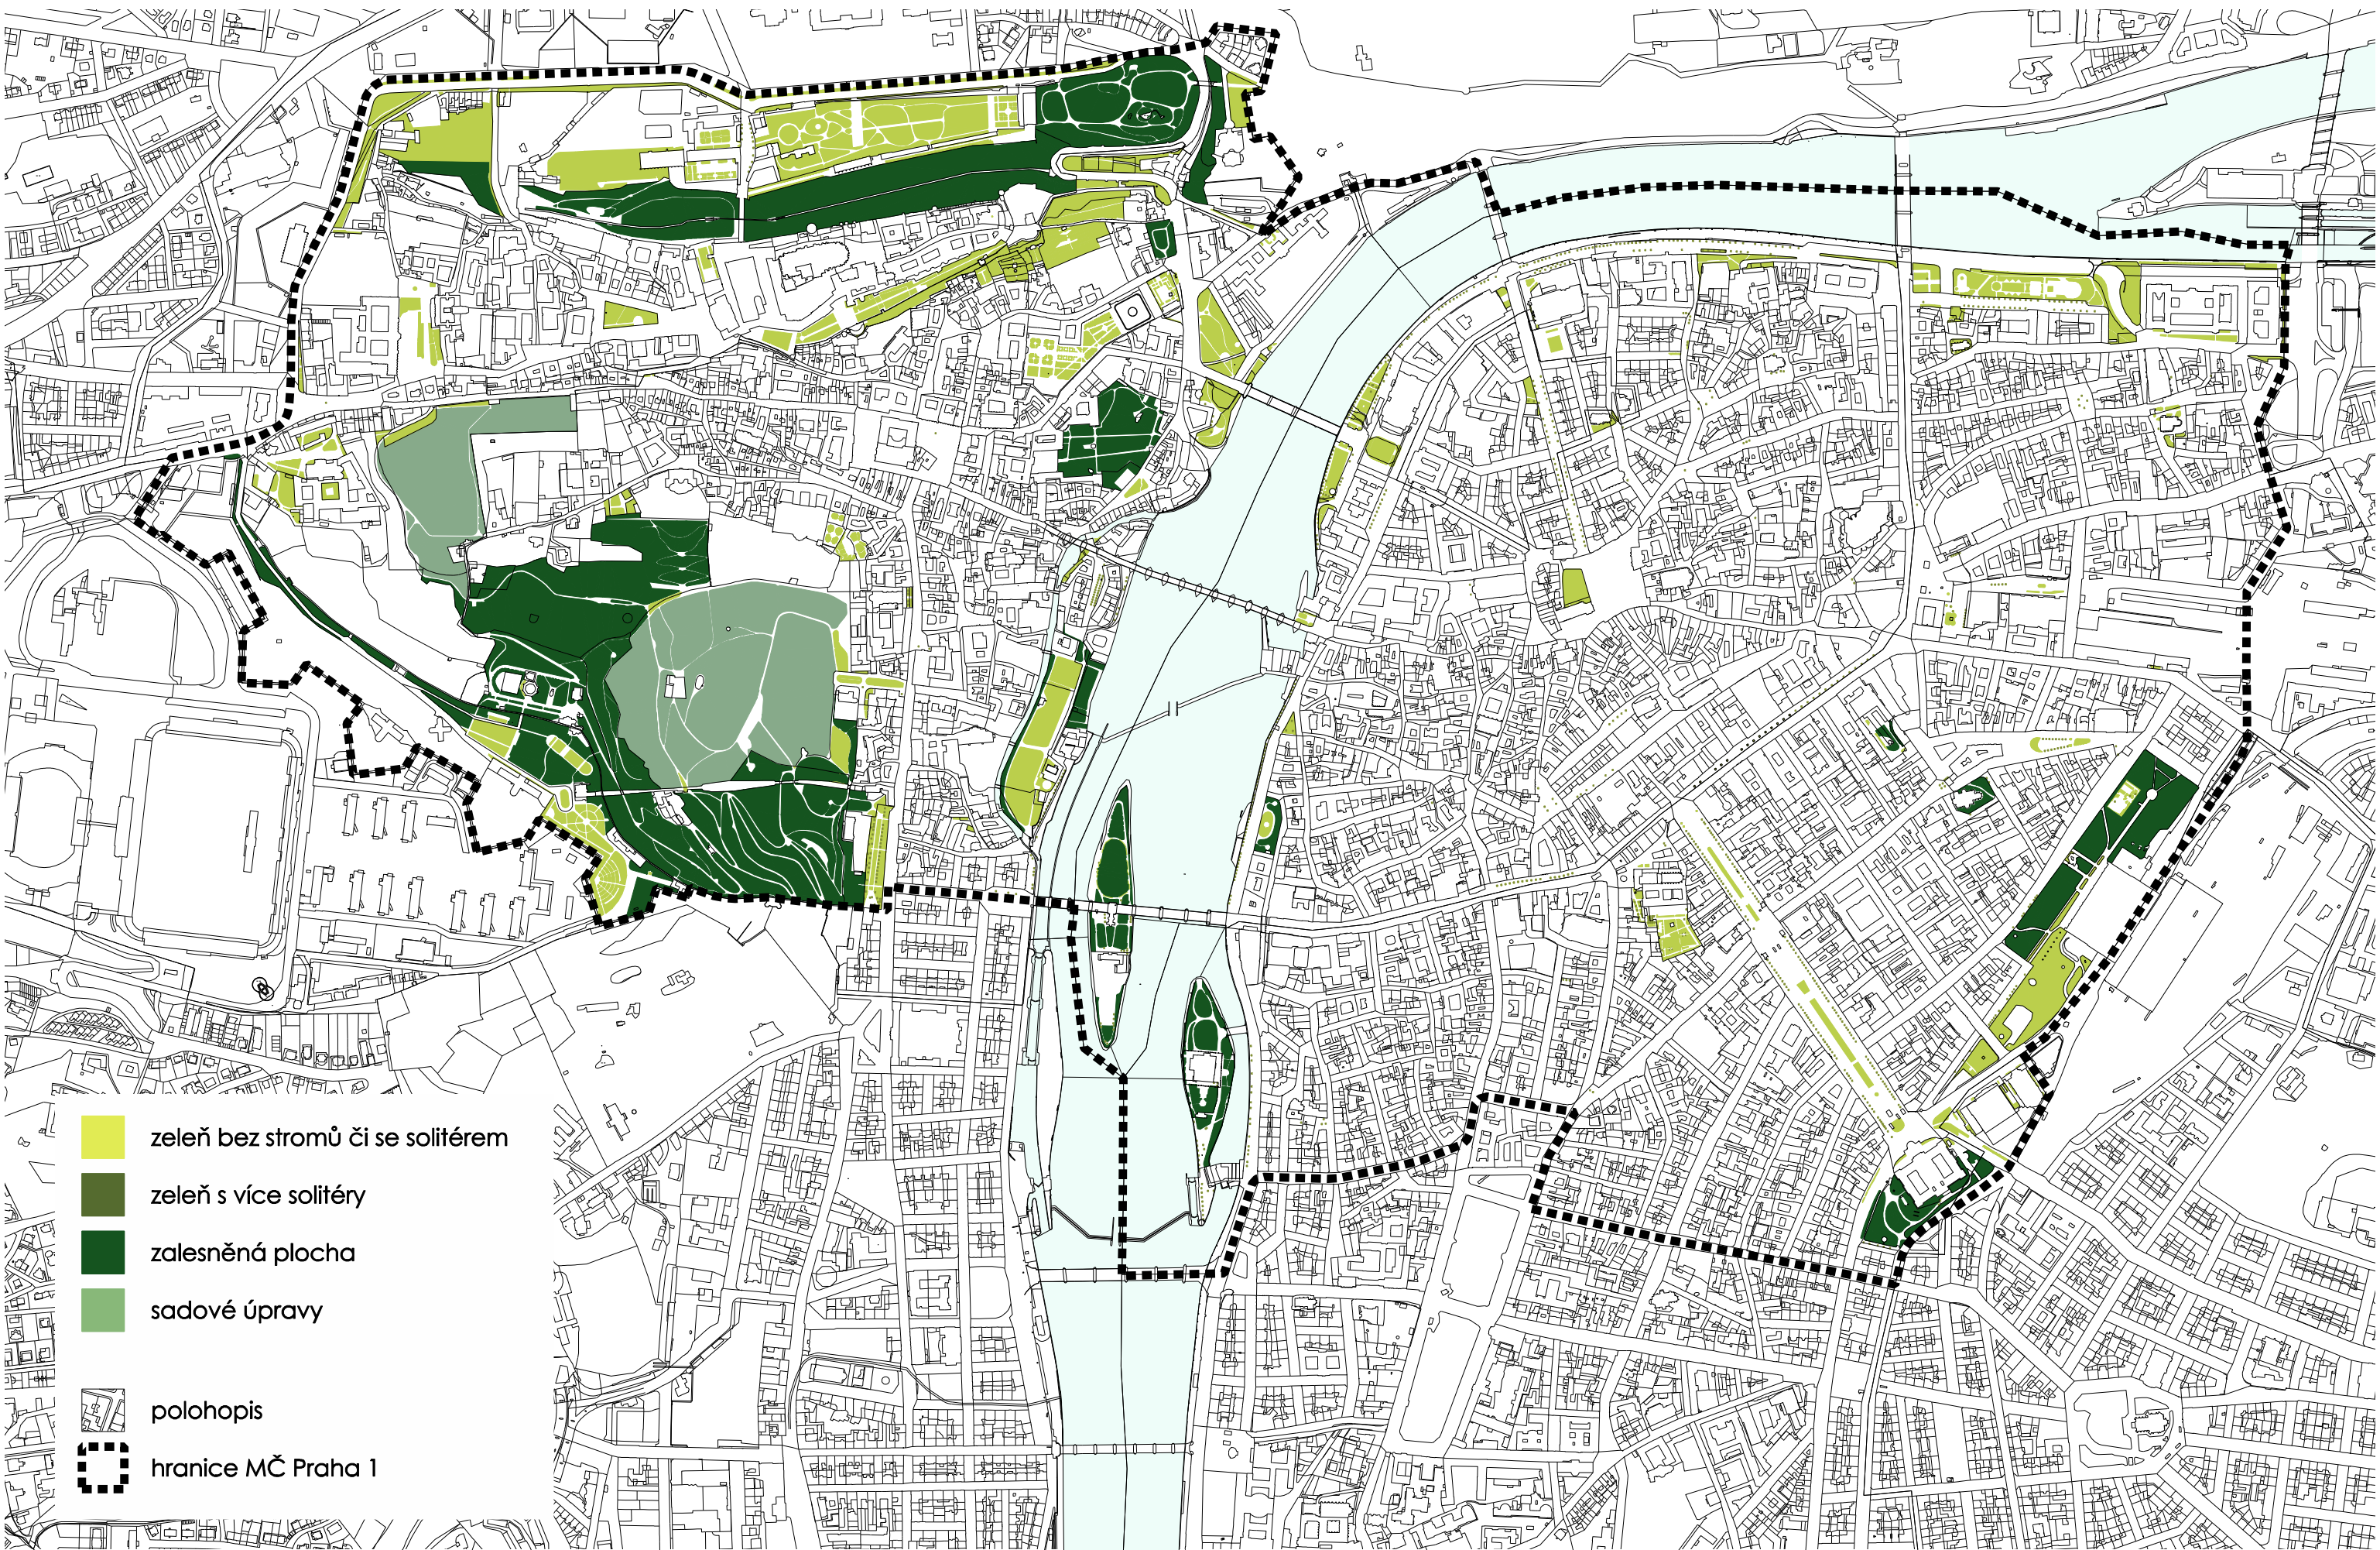 zeleň bez stromů či se solitérem
zeleň s více solitéry
zalesněná plocha
sadové úpravy
polohopis
hranice MČ Praha 1